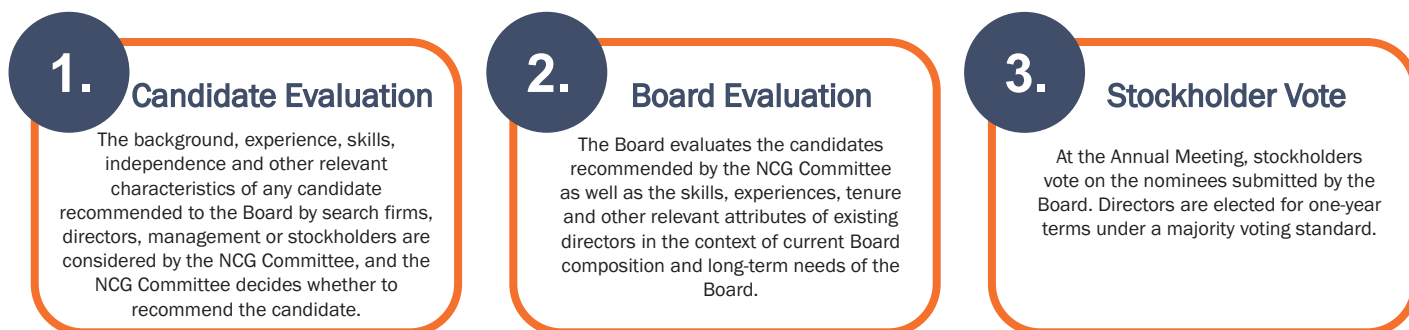 1.
Candidate Evaluation
The background, experience, skills,
independence and other relevant
characteristics of any candidate
recommended to the Board by search firms,
directors, management or stockholders are
considered by the NCG Committee, and the
NCG Committee decides whether to
recommend the candidate.
2.
Board Evaluation
The Board evaluates the candidates
recommended by the NCG Committee
as well as the skills, experiences, tenure
and other relevant attributes of existing
directors in the context of current Board
composition and long-term needs of the
Board.
3.
Stockholder Vote
At the Annual Meeting, stockholders
vote on the nominees submitted by the
Board. Directors are elected for one-year
terms under a majority voting standard.